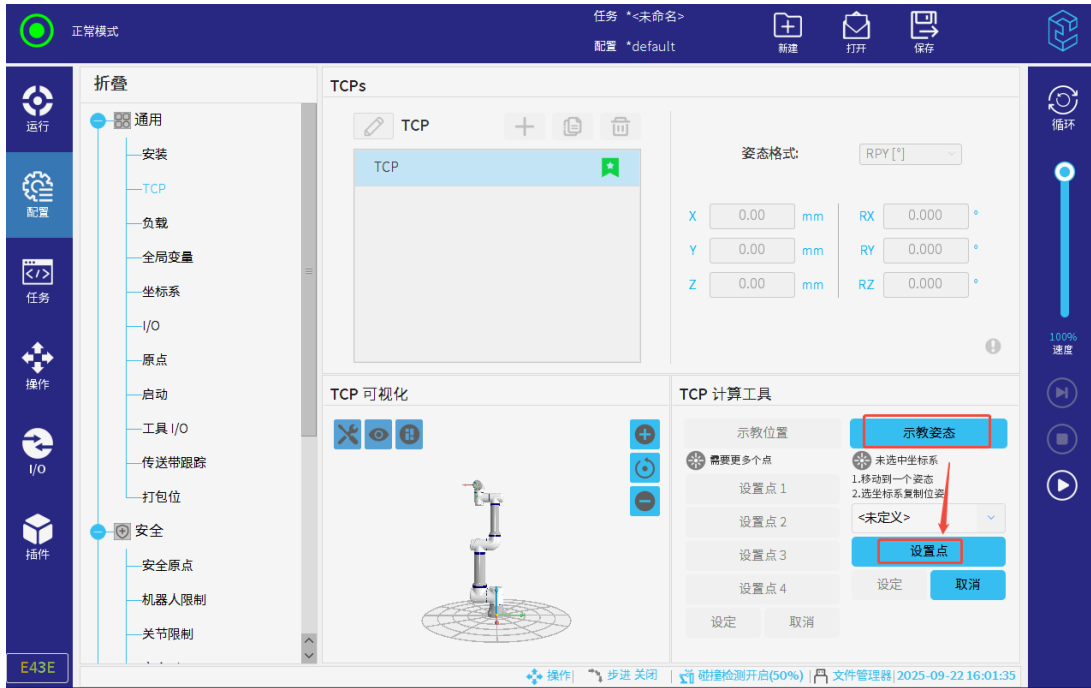 正常模式
任务 *<未命名>
配置 *default
新建
打开
保存
运行
配置
任务
操作
I/O
插件
E43E
折叠
通用
安装
TCP
负载
全局变量
坐标系
I/O
原点
启动
工具 I/O
传送带跟踪
打包位
安全
安全原点
机器人限制
关节限制
TCPs
TCP
TCP
姿态格式:
RPY [°]
X 0.00 mm RX 0.000 °
Y 0.00 mm RY 0.000 °
Z 0.00 mm RZ 0.000 °
TCP 可视化
TCP 计算工具
示教位置
需要更多个点
设置点 1
设置点 2
设置点 3
设置点 4
设定 取消
示教姿态
未选中坐标系
1.移动到一个姿态
2.选坐标系复制位姿
<未定义>
设置点
设定 取消
循环
100%
速度
操作| 步进 关闭 | 碰撞检测开启(50%) | 文件管理器| 2025-09-22 16:01:35